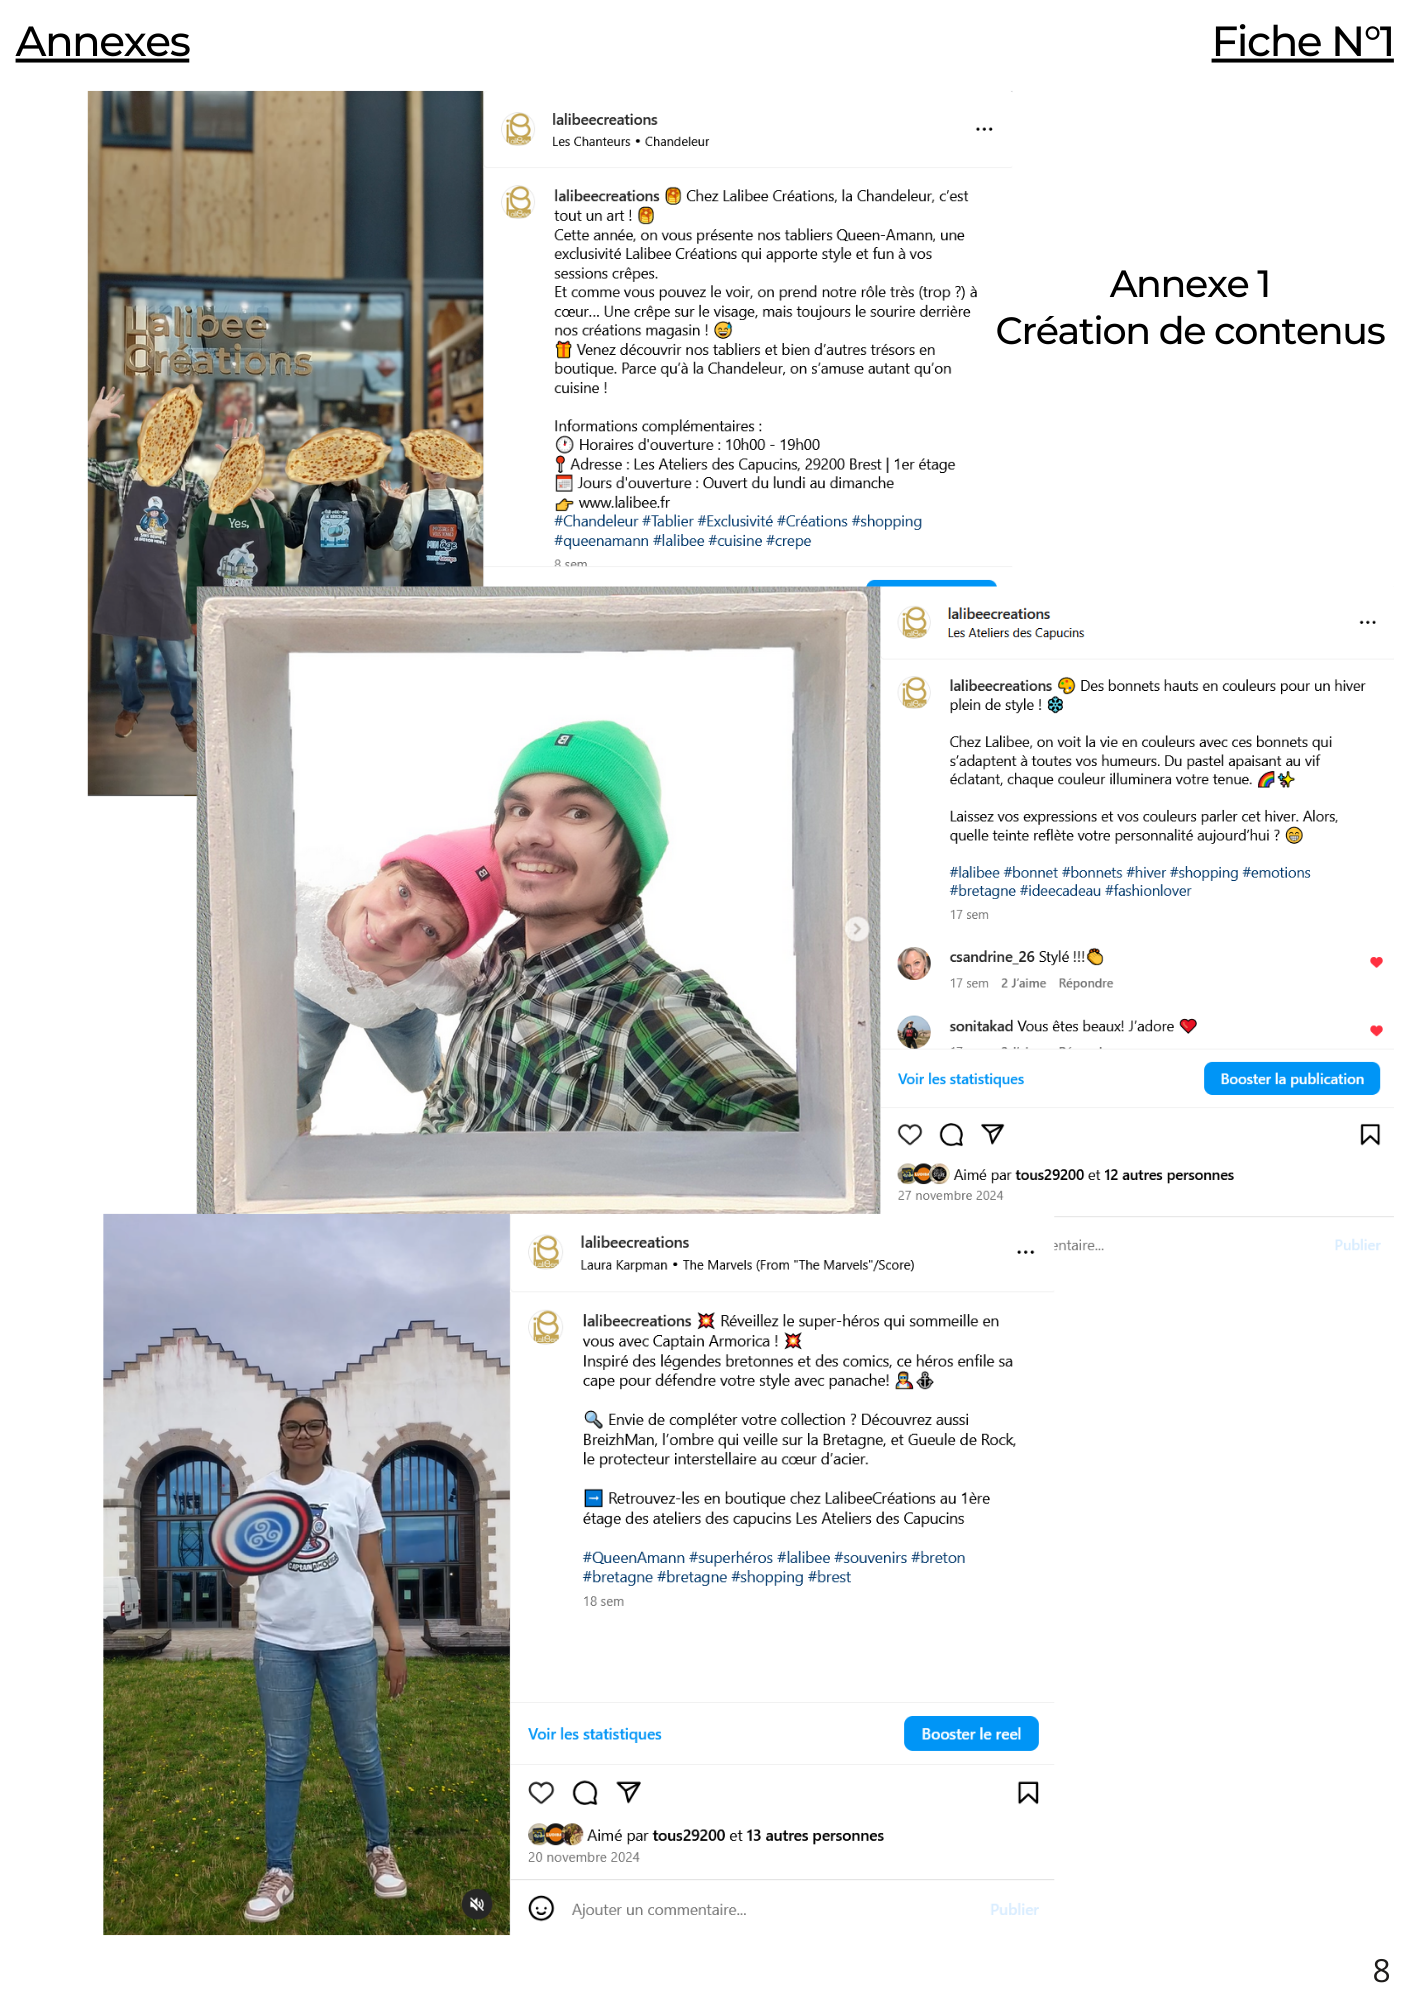 Annexes
Fiche N°1
Annexe 1
Création de contenus
Lalibee
Créations
Yes,
lalibeecreations
Les Chanteurs • Chandeleur
lalibeecreations 🥞 Chez Lalibee Créations, la Chandeleur, c'est
tout un art ! 🥞
Cette année, on vous présente nos tabliers Queen-Amann, une
exclusivité Lalibee Créations qui apporte style et fun à vos
sessions crêpes.
Et comme vous pouvez le voir, on prend notre rôle très (trop ?) à
cœur... Une crêpe sur le visage, mais toujours le sourire derrière
nos créations magasin ! 😅
🎁 Venez découvrir nos tabliers et bien d'autres trésors en
boutique. Parce qu'à la Chandeleur, on s'amuse autant qu'on
cuisine !
Informations complémentaires :
🕐 Horaires d'ouverture : 10h00 - 19h00
📍 Adresse : Les Ateliers des Capucins, 29200 Brest | 1er étage
📅 Jours d'ouverture : Ouvert du lundi au dimanche
👉 www.lalibee.fr
#Chandeleur #Tablier #Exclusivité #Créations #shopping
#queenamann #lalibee #cuisine #crepe
8 sem
lalibeecreations
Les Ateliers des Capucins
lalibeecreations 🎨 Des bonnets hauts en couleurs pour un hiver
plein de style ! ❄️
Chez Lalibee, on voit la vie en couleurs avec ces bonnets qui
s'adaptent à toutes vos humeurs. Du pastel apaisant au vif
éclatant, chaque couleur illuminera votre tenue. 🌈✨
Laissez vos expressions et vos couleurs parler cet hiver. Alors,
quelle teinte reflète votre personnalité aujourd'hui ? 😁
#lalibee #bonnet #bonnets #hiver #shopping #emotions
#bretagne #ideecadeau #fashionlover
17 sem
csandrine_26 Stylé !!!👏
17 sem 2 J'aime Répondre
sonitakad Vous êtes beaux! J'adore ❤️
Voir les statistiques
Booster la publication
Aimé par tous29200 et 12 autres personnes
27 novembre 2024
entaire...
Publier
lalibeecreations
Laura Karpman • The Marvels (From "The Marvels"/Score)
lalibeecreations 💥 Réveillez le super-héros qui sommeille en
vous avec Captain Armorica ! 💥
Inspiré des légendes bretonnes et des comics, ce héros enfile sa
cape pour défendre votre style avec panache! 🦸⚓
🔍 Envie de compléter votre collection ? Découvrez aussi
BreizhMan, l'ombre qui veille sur la Bretagne, et Gueule de Rock,
le protecteur interstellaire au cœur d'acier.
➡️ Retrouvez-les en boutique chez LalibeeCréations au 1ère
étage des ateliers des capucins Les Ateliers des Capucins
#QueenAmann #superhéros #lalibee #souvenirs #breton
#bretagne #bretagne #shopping #brest
18 sem
Voir les statistiques
Booster le reel
Aimé par tous29200 et 13 autres personnes
20 novembre 2024
Ajouter un commentaire...
Publier
8